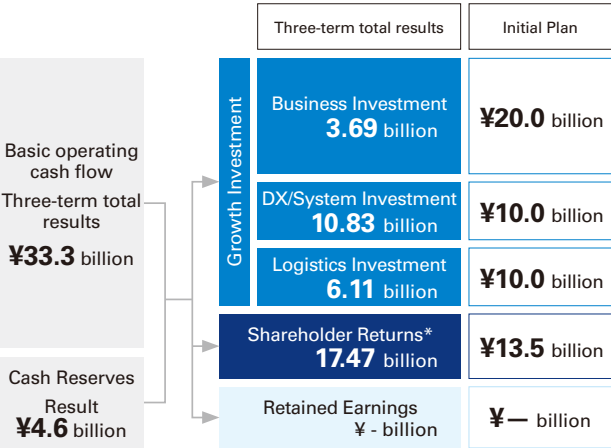 Three-term total results
Initial Plan
Basic operating
cash flow
Three-term total
results
¥33.3 billion
Cash Reserves
Result
¥4.6 billion
Growth Investment
Business Investment
3.69 billion
¥20.0 billion
DX/System Investment
10.83 billion
¥10.0 billion
Logistics Investment
6.11 billion
¥10.0 billion
Shareholder Returns*
17.47 billion
¥13.5 billion
Retained Earnings
¥ - billion
¥— billion